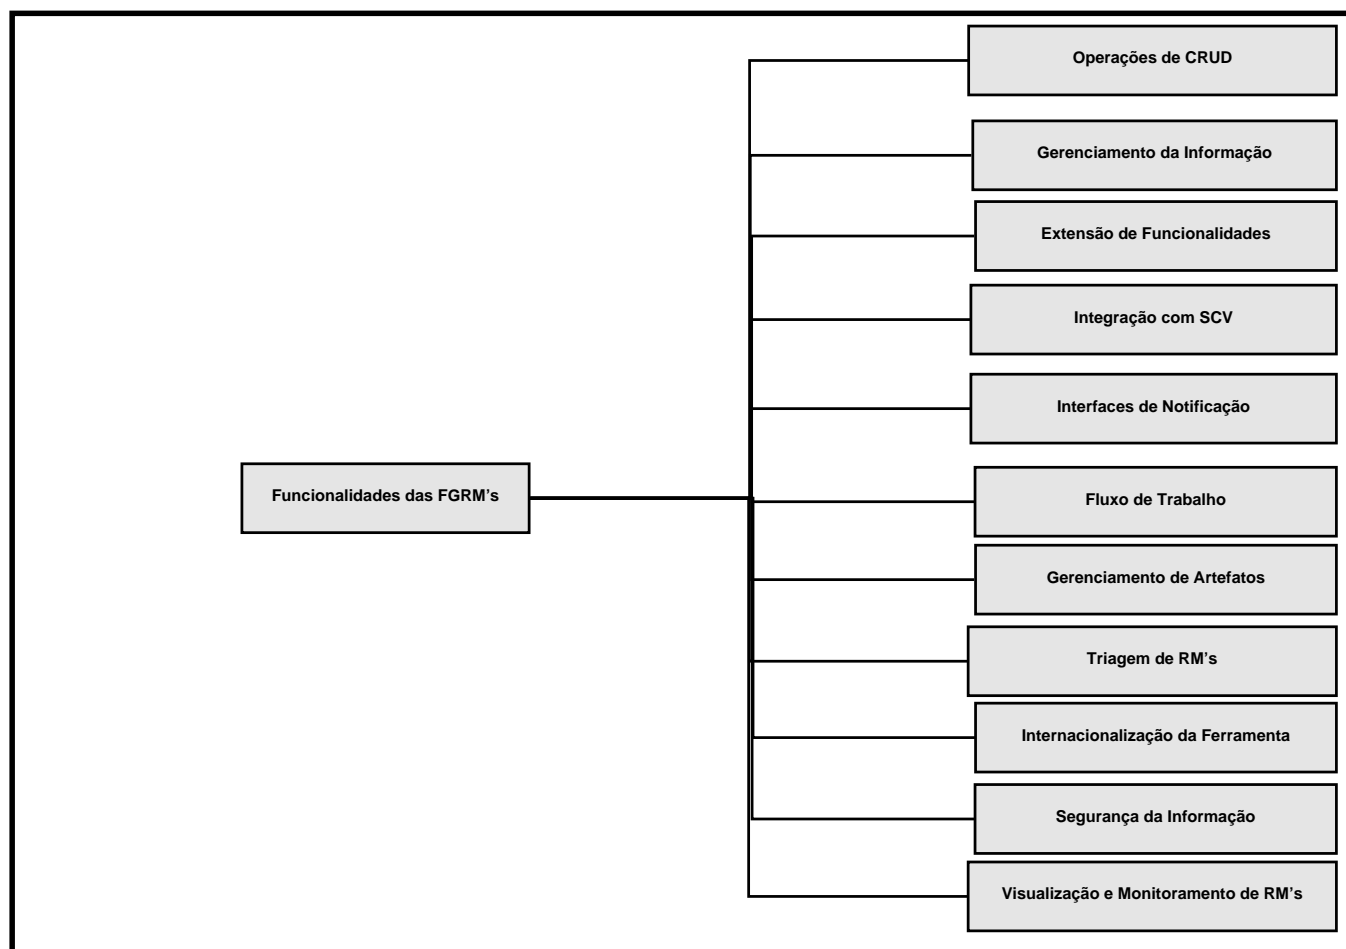 Operações de CRUD
Gerenciamento da Informação
Extensão de Funcionalidades
Integração com SCV
Interfaces de Notificação
Funcionalidades das FGRM’s
Fluxo de Trabalho
Gerenciamento de Artefatos
Triagem de RM’s
Internacionalização da Ferramenta
Segurança da Informação
Visualização e Monitoramento de RM’s